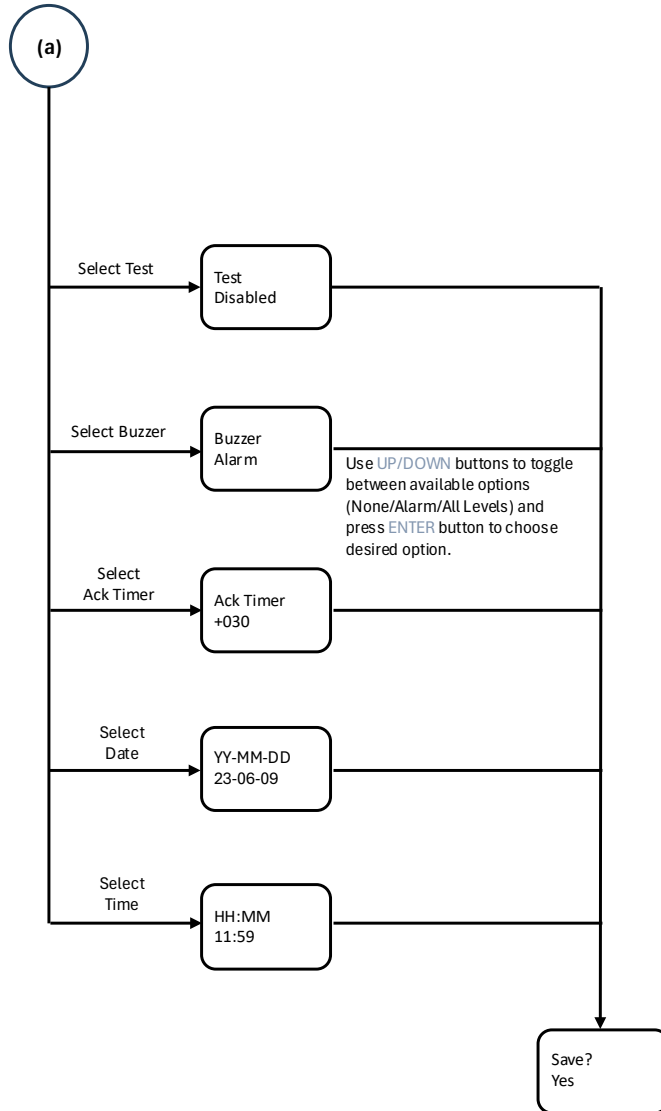 (a)
Select Test
Test
Disabled
Select Buzzer
Buzzer
Alarm
Use UP/DOWN buttons to toggle
between available options
(None/Alarm/All Levels) and
press ENTER button to choose
desired option.
Select
Ack Timer
Ack Timer
+030
Select
Date
YY-MM-DD
23-06-09
Select
Time
HH:MM
11:59
Save?
Yes